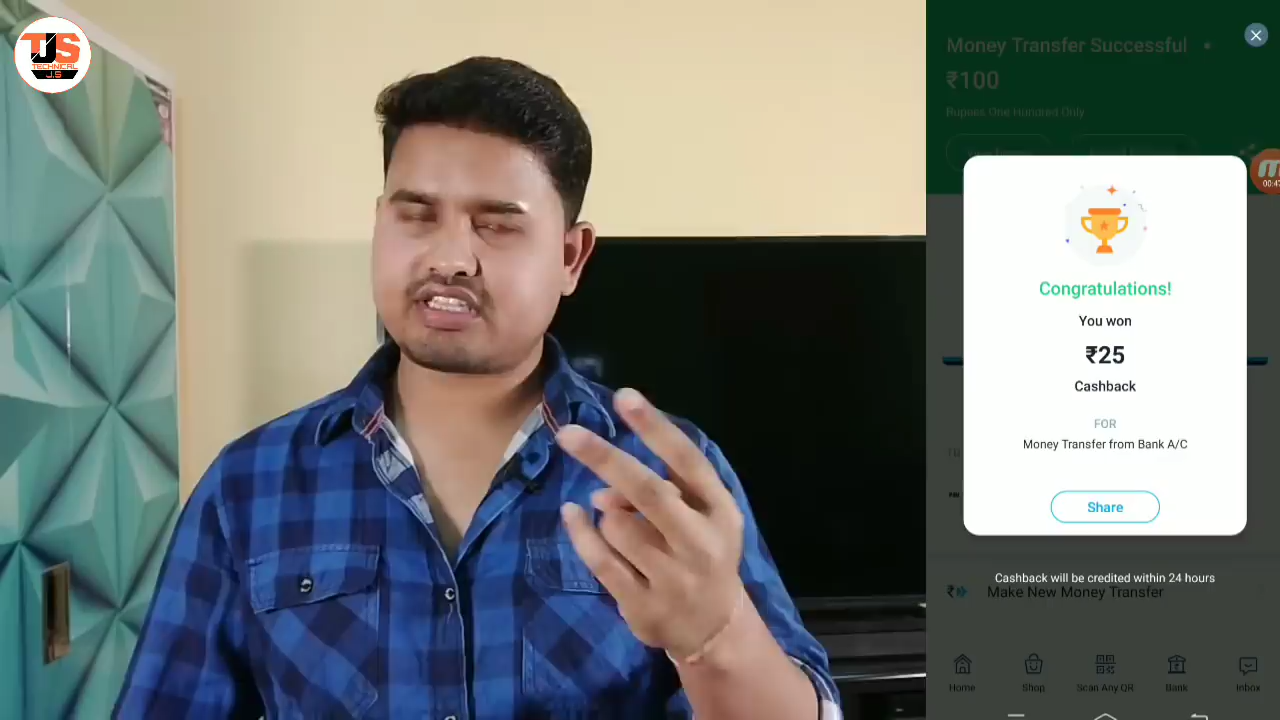 TJS
TECHNICAL
J.S
Money Transfer Successful
₹100
Rupees One Hundred Only
00:47
Congratulations!
You won
₹25
Cashback
FOR
Money Transfer from Bank A/C
Share
Cashback will be credited within 24 hours
Make New Money Transfer
Home
Shop
Scan Any QR
Bank
Inbox